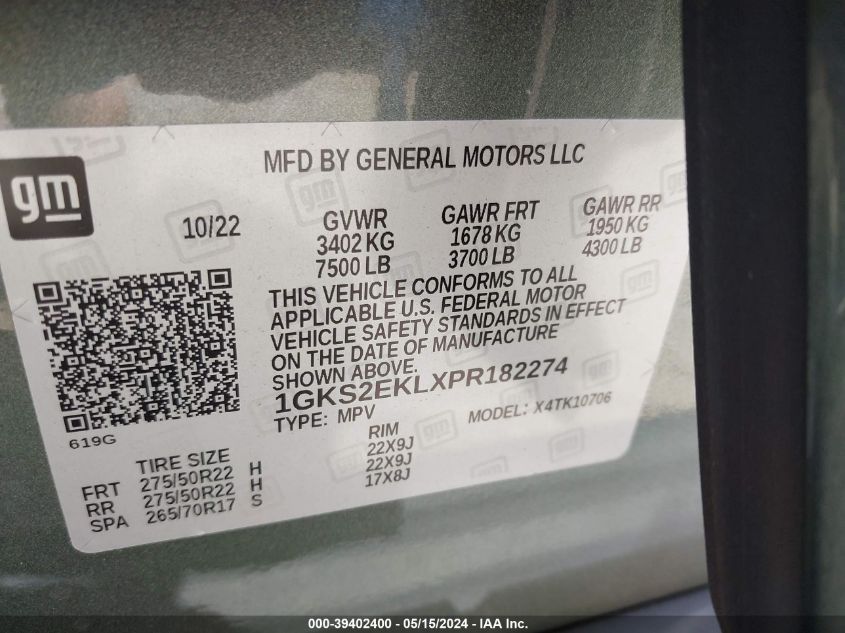 MFD BY GENERAL MOTORS LLC
gm
10/22
GVWR GAWR FRT GAWR RR
3402 KG 1678 KG 1950 KG
7500 LB 3700 LB 4300 LB
THIS VEHICLE CONFORMS TO ALL
APPLICABLE U.S. FEDERAL MOTOR
VEHICLE SAFETY STANDARDS IN EFFECT
ON THE DATE OF MANUFACTURE
SHOWN ABOVE.
1GKS2EKLXPR182274
TYPE: MPV MODEL: X4TK10706
619G
TIRE SIZE RIM
FRT 275/50R22 H 22X9J
RR 275/50R22 H 22X9J
SPA 265/70R17 S 17X8J
000-39402400 - 05/15/2024 - IAA Inc.